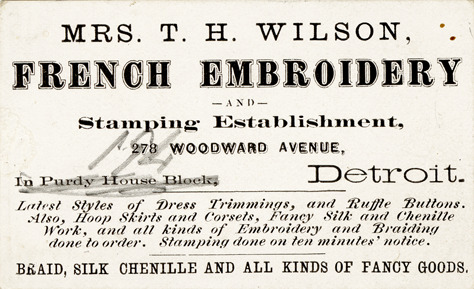 MRS. T. H. WILSON,
FRENCH EMBROIDERY
—AND—
Stamping Establishment,
278 WOODWARD AVENUE,
194
In Purdy House Block, Detroit.
Latest Styles of Dress Trimmings, and Ruffle Buttons.
Also, Hoop Skirts and Corsets, Fancy Silk and Chenille
Work, and all kinds of Embroidery and Braiding
done to order. Stamping done on ten minutes' notice.
BRAID, SILK CHENILLE AND ALL KINDS OF FANCY GOODS.